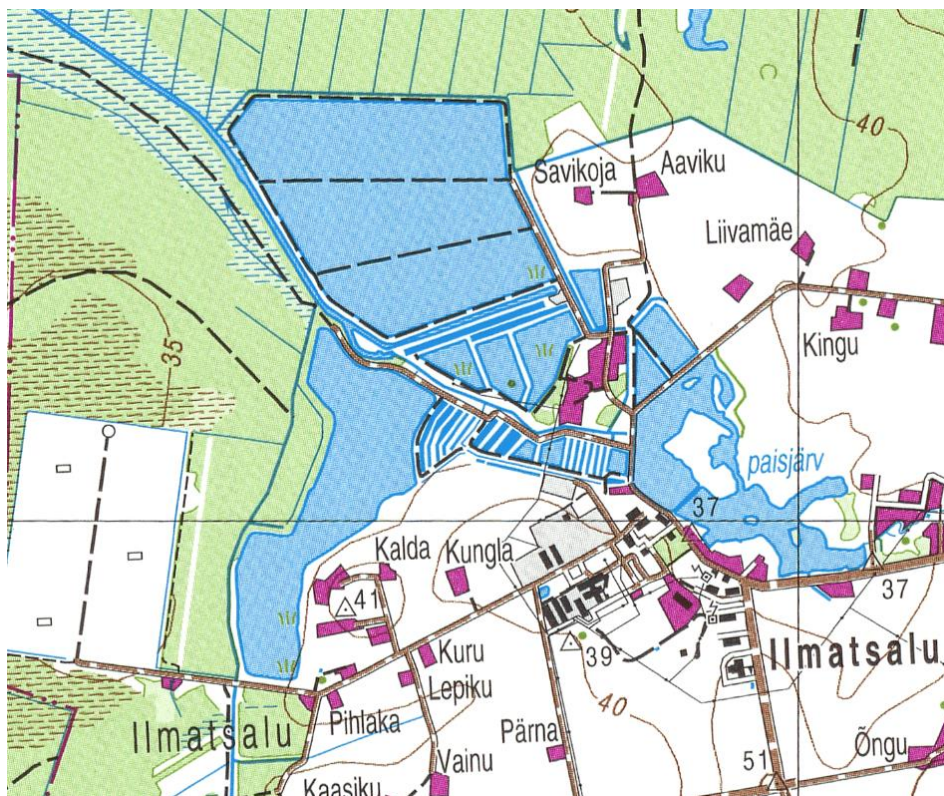 40
Savikoja
Aaviku
Liivamäe
35
Kingu
paisjärv
37
Kalda
Kungla
41
37
39
Ilmatsalu
Kuru
Lepiku
40
Ilmatsalu
Pihlaka
Pärna
Õngu
Vainu
51
Kaasiku